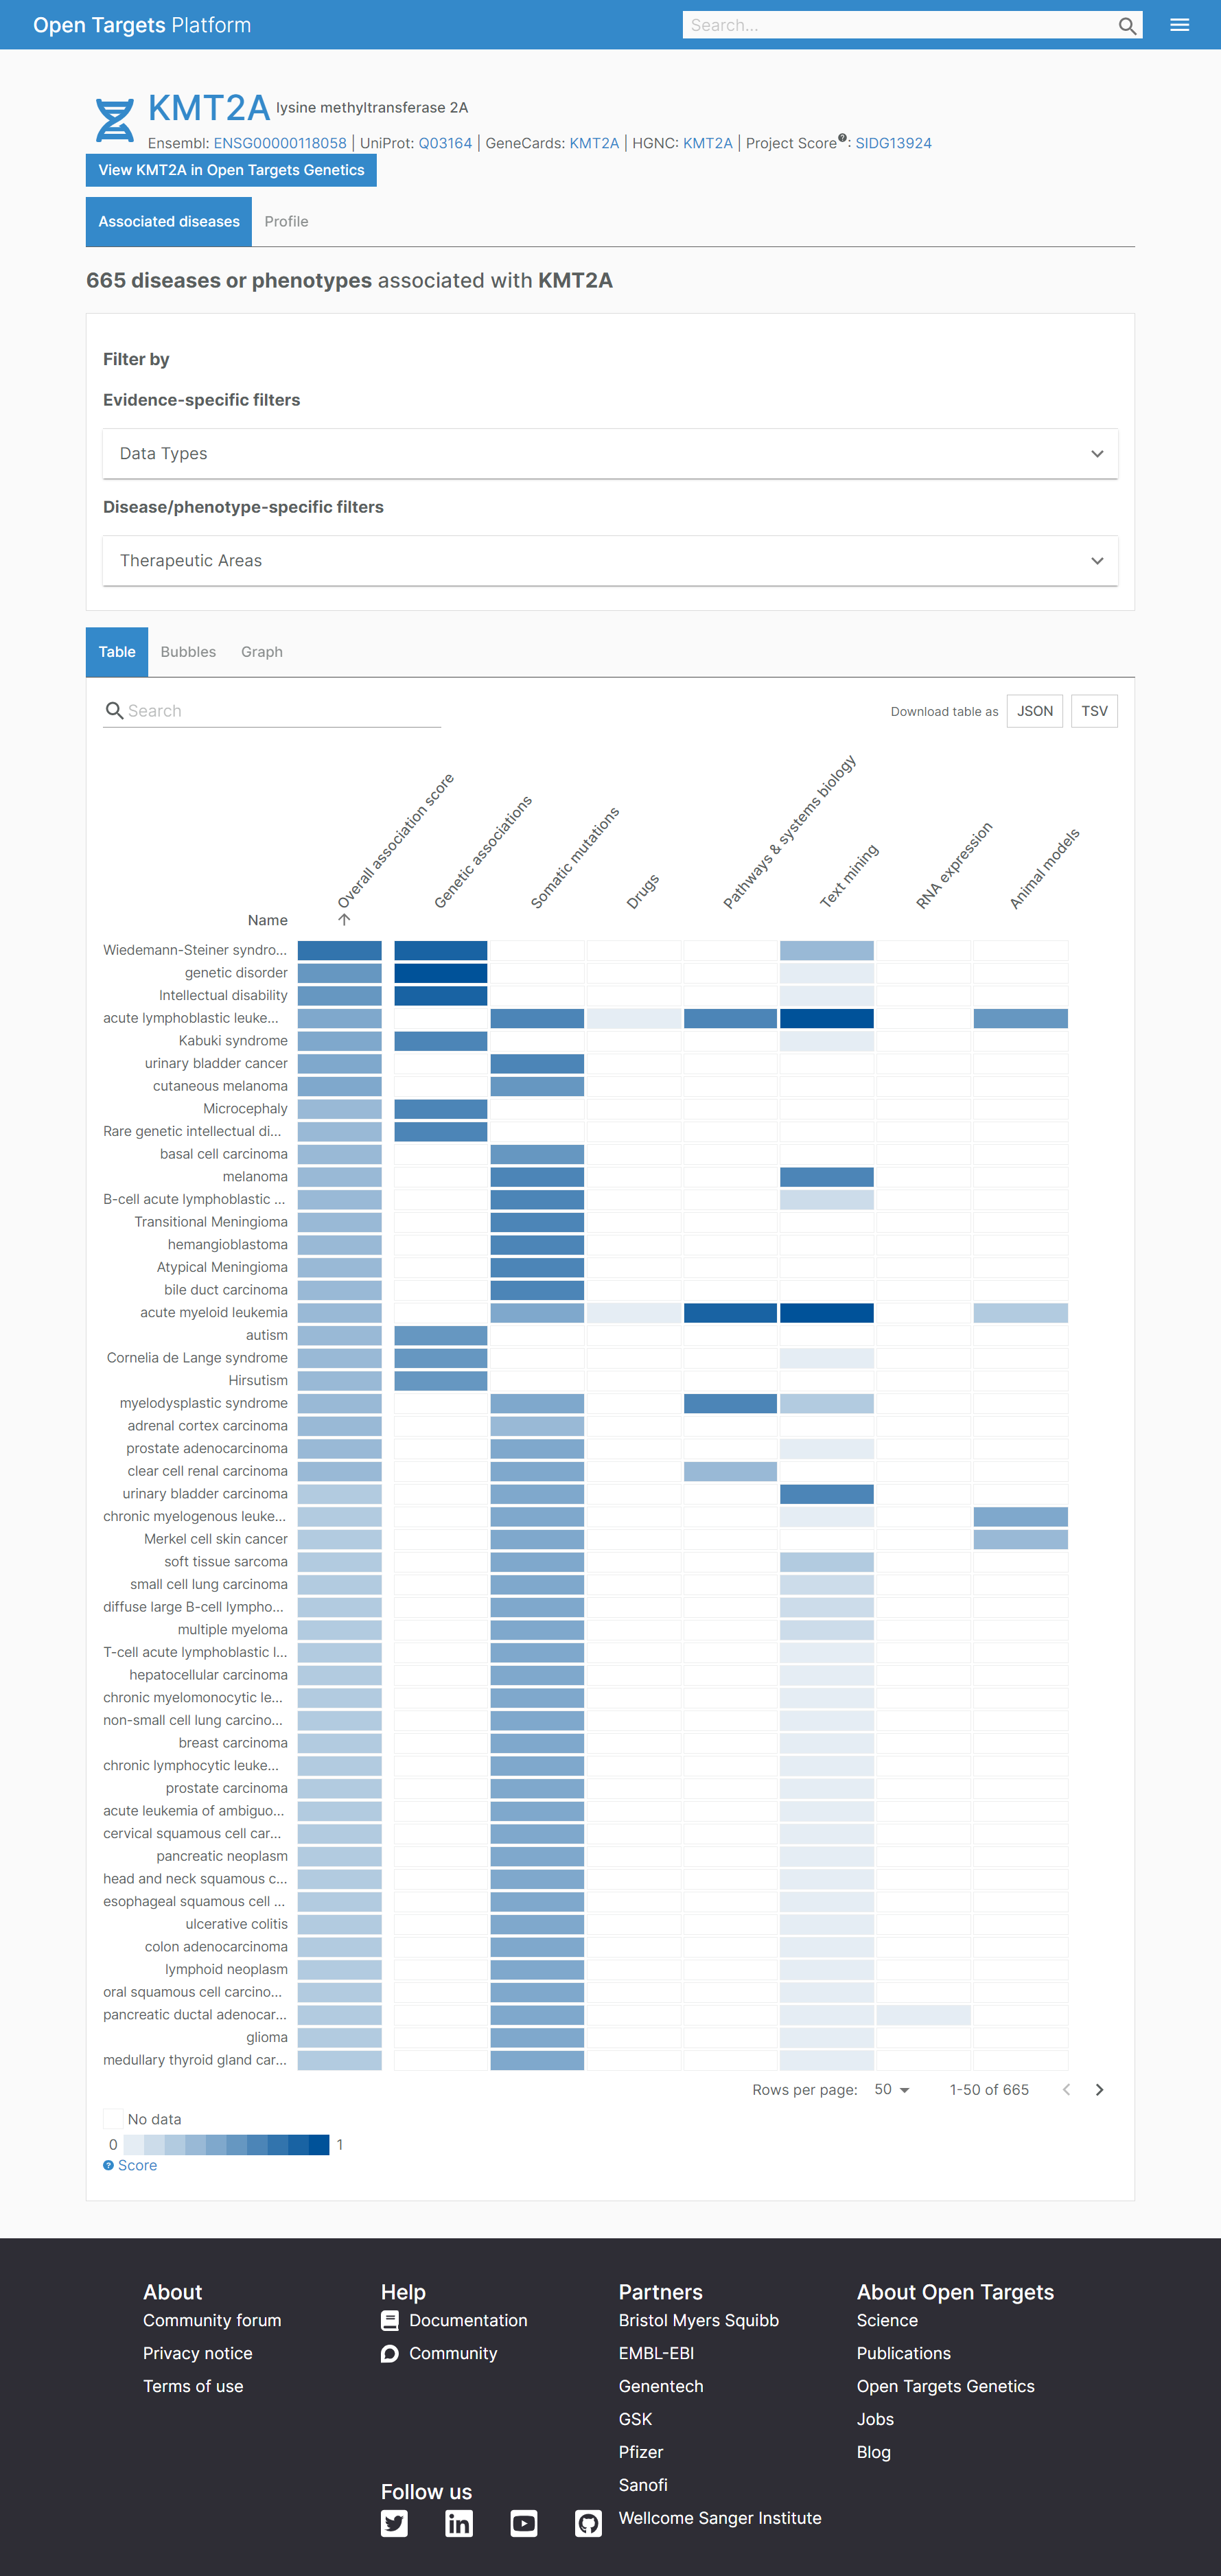 Open Targets Platform
Search...
KMT2A lysine methyltransferase 2A
Ensembl: ENSG00000118058 | UniProt: Q03164 | GeneCards: KMT2A | HGNC: KMT2A | Project Score: SIDG13924
View KMT2A in Open Targets Genetics
Associated diseases Profile
665 diseases or phenotypes associated with KMT2A
Filter by
Evidence-specific filters
Data Types
Disease/phenotype-specific filters
Therapeutic Areas
Table Bubbles Graph
Search Download table as JSON TSV
Name
Overall association score
Genetic associations
Somatic mutations
Drugs
Pathways & systems biology
Text mining
RNA expression
Animal models
Wiedemann-Steiner syndro...
genetic disorder
Intellectual disability
acute lymphoblastic leuke...
Kabuki syndrome
urinary bladder cancer
cutaneous melanoma
Microcephaly
Rare genetic intellectual di...
basal cell carcinoma
melanoma
B-cell acute lymphoblastic ...
Transitional Meningioma
hemangioblastoma
Atypical Meningioma
bile duct carcinoma
acute myeloid leukemia
autism
Cornelia de Lange syndrome
Hirsutism
myelodysplastic syndrome
adrenal cortex carcinoma
prostate adenocarcinoma
clear cell renal carcinoma
urinary bladder carcinoma
chronic myelogenous leuke...
Merkel cell skin cancer
soft tissue sarcoma
small cell lung carcinoma
diffuse large B-cell lympho...
multiple myeloma
T-cell acute lymphoblastic l...
hepatocellular carcinoma
chronic myelomonocytic le...
non-small cell lung carcino...
breast carcinoma
chronic lymphocytic leuke...
prostate carcinoma
acute leukemia of ambiguo...
cervical squamous cell car...
pancreatic neoplasm
head and neck squamous c...
esophageal squamous cell ...
ulcerative colitis
colon adenocarcinoma
lymphoid neoplasm
oral squamous cell carcino...
pancreatic ductal adenocar...
glioma
medullary thyroid gland car...
Rows per page: 50 1-50 of 665
No data
0 1
Score
About
Community forum
Privacy notice
Terms of use
Help
Documentation
Community
Follow us
Partners
Bristol Myers Squibb
EMBL-EBI
Genentech
GSK
Pfizer
Sanofi
Wellcome Sanger Institute
About Open Targets
Science
Publications
Open Targets Genetics
Jobs
Blog